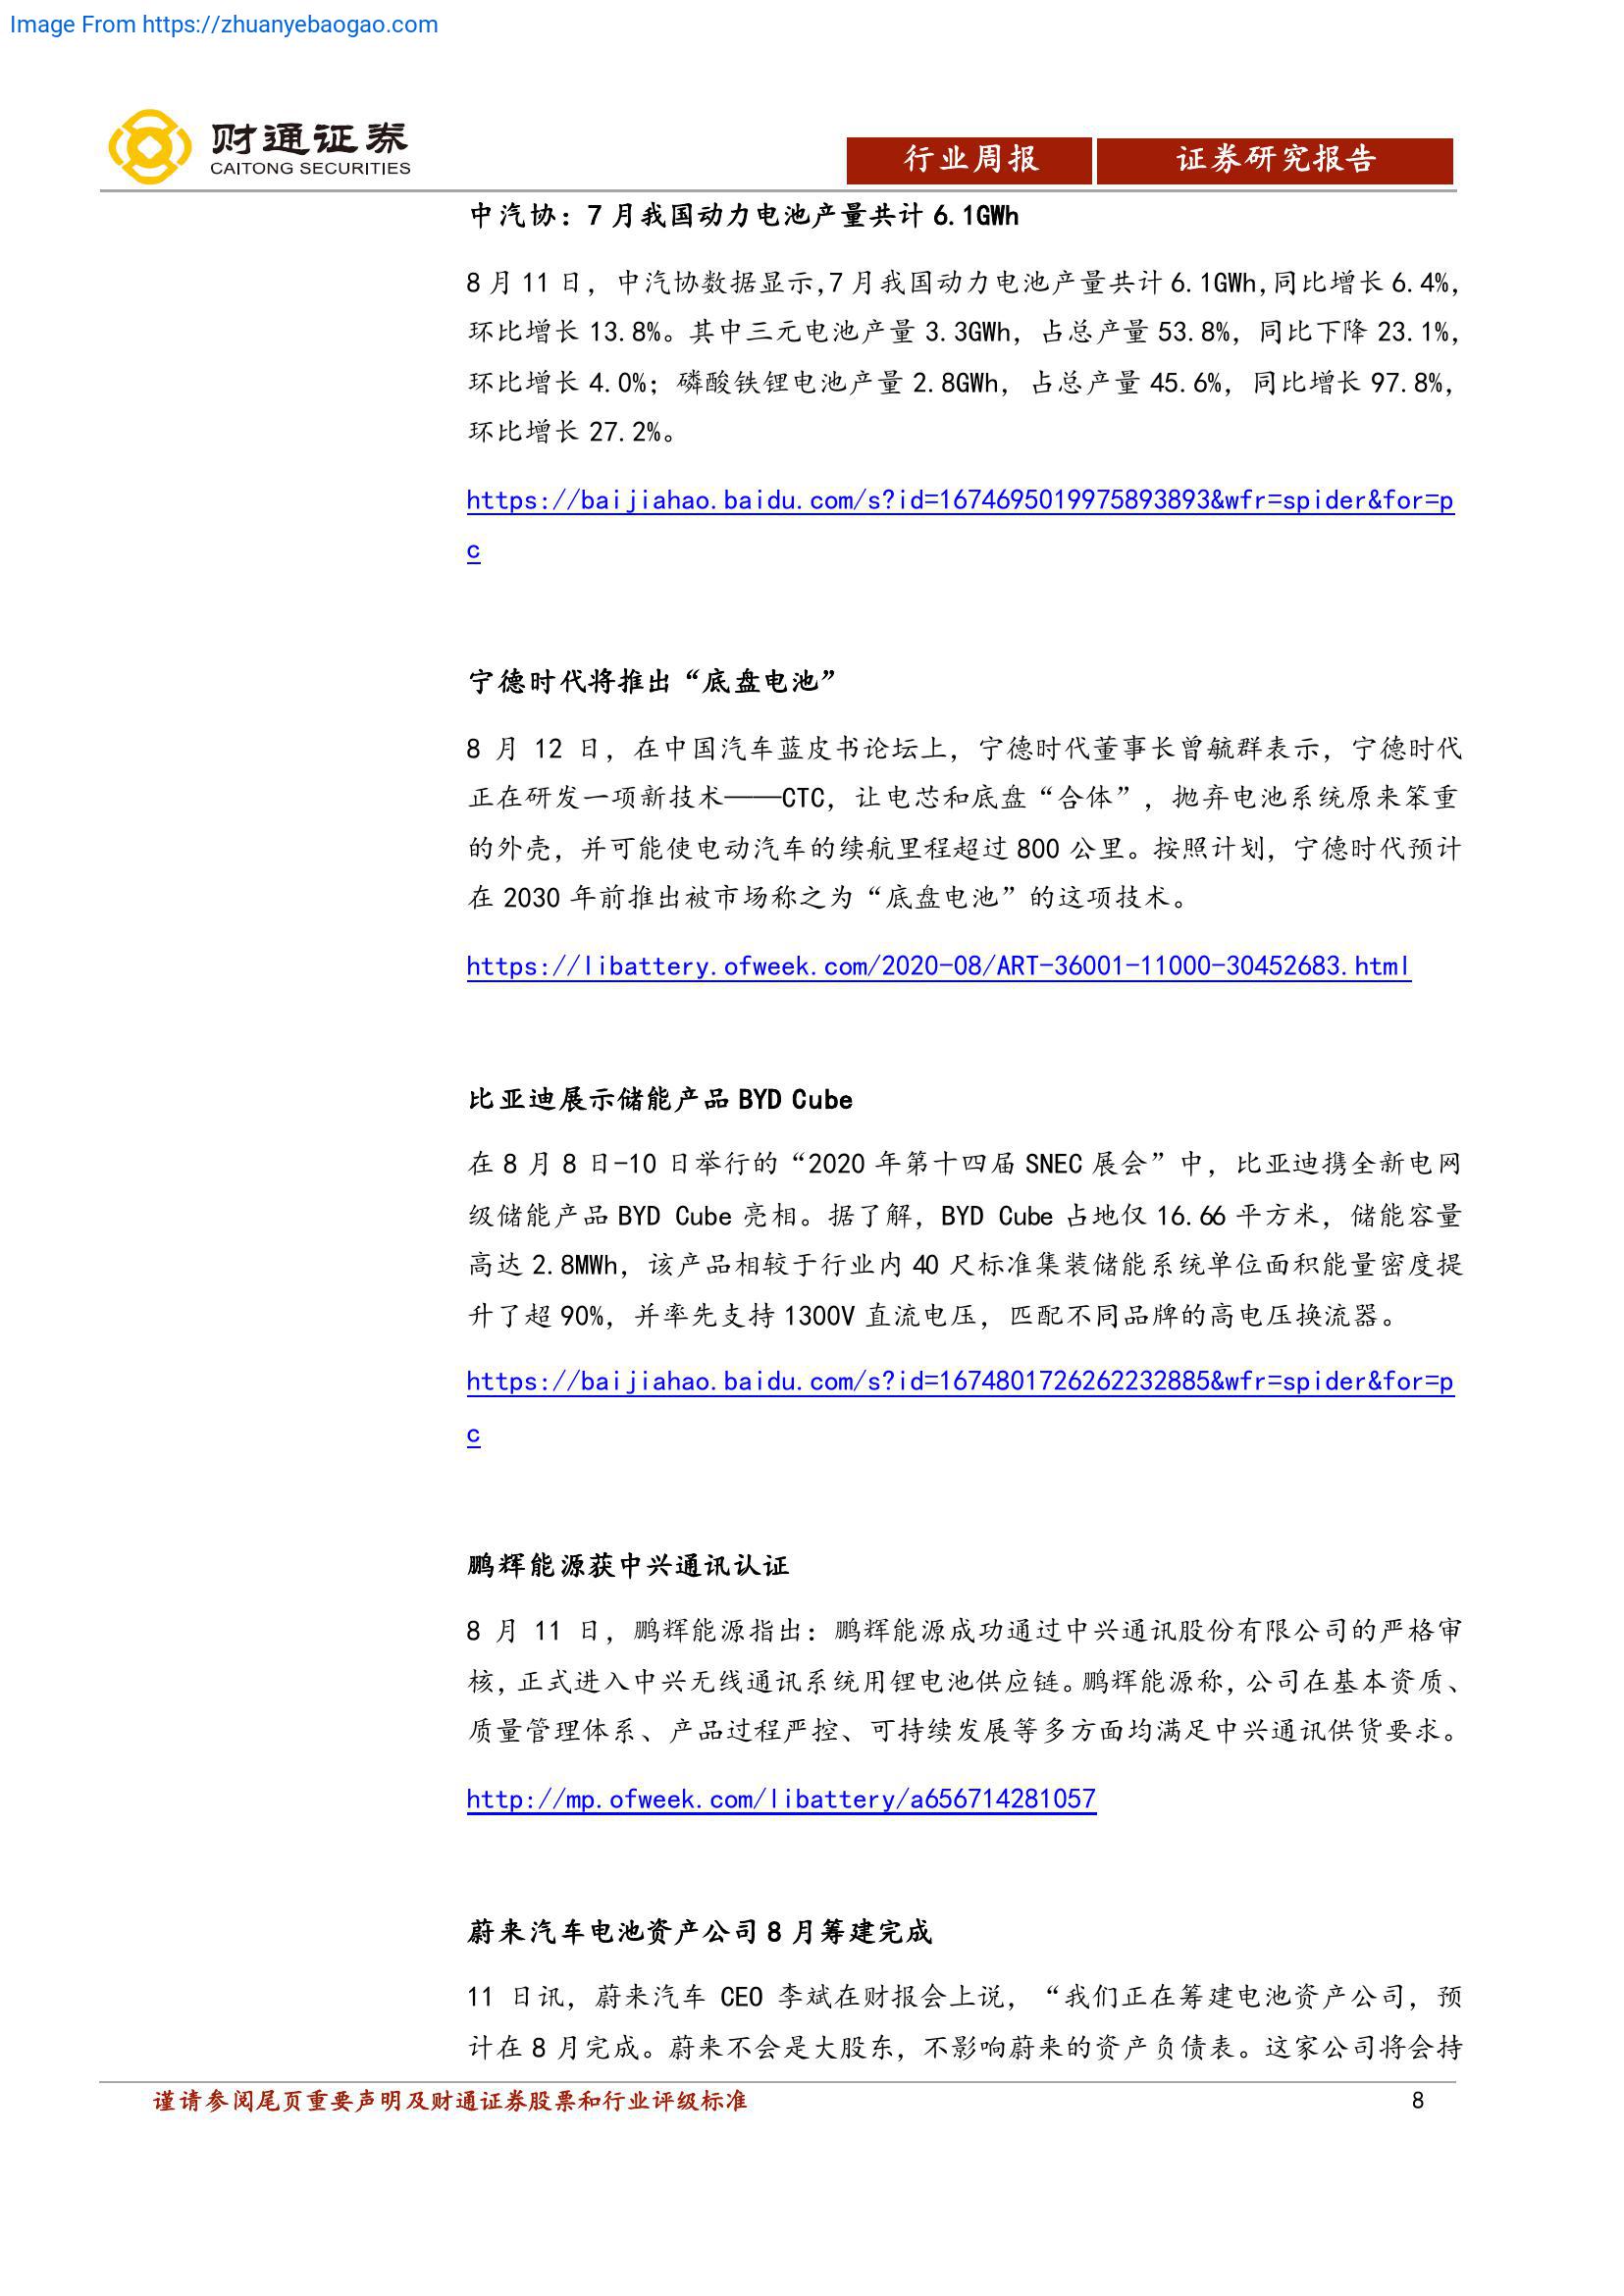 Image From https://zhuanyebaogao.com
财通证券
CAITONG SECURITIES
行业周报
证券研究报告
中汽协：7 月我国动力电池产量共计 6.1GWh
8 月 11 日，中汽协数据显示,7 月我国动力电池产量共计 6.1GWh,同比增长 6.4%,
环比增长 13.8%。其中三元电池产量 3.3GWh，占总产量 53.8%，同比下降 23.1%，
环比增长 4.0%；磷酸铁锂电池产量 2.8GWh，占总产量 45.6%，同比增长 97.8%，
环比增长 27.2%。
https://baijiahao.baidu.com/s?id=1674695019975893893&wfr=spider&for=p
c
宁德时代将推出“底盘电池”
8 月 12 日，在中国汽车蓝皮书论坛上，宁德时代董事长曾毓群表示，宁德时代
正在研发一项新技术——CTC，让电芯和底盘“合体”，抛弃电池系统原来笨重
的外壳，并可能使电动汽车的续航里程超过 800 公里。按照计划，宁德时代预计
在 2030 年前推出被市场称之为“底盘电池”的这项技术。
https://libattery.ofweek.com/2020-08/ART-36001-11000-30452683.html
比亚迪展示储能产品 BYD Cube
在 8 月 8 日-10 日举行的“2020 年第十四届 SNEC 展会”中，比亚迪携全新电网
级储能产品 BYD Cube 亮相。据了解，BYD Cube 占地仅 16.66 平方米，储能容量
高达 2.8MWh，该产品相较于行业内 40 尺标准集装储能系统单位面积能量密度提
升了超 90%，并率先支持 1300V 直流电压，匹配不同品牌的高电压换流器。
https://baijiahao.baidu.com/s?id=1674801726262232885&wfr=spider&for=p
c
鹏辉能源获中兴通讯认证
8 月 11 日，鹏辉能源指出：鹏辉能源成功通过中兴通讯股份有限公司的严格审
核，正式进入中兴无线通讯系统用锂电池供应链。鹏辉能源称，公司在基本资质、
质量管理体系、产品过程严控、可持续发展等多方面均满足中兴通讯供货要求。
http://mp.ofweek.com/libattery/a656714281057
蔚来汽车电池资产公司 8 月筹建完成
11 日讯，蔚来汽车 CEO 李斌在财报会上说，“我们正在筹建电池资产公司，预
计在 8 月完成。蔚来不会是大股东，不影响蔚来的资产负债表。这家公司将会持
谨请参阅尾页重要声明及财通证券股票和行业评级标准
8